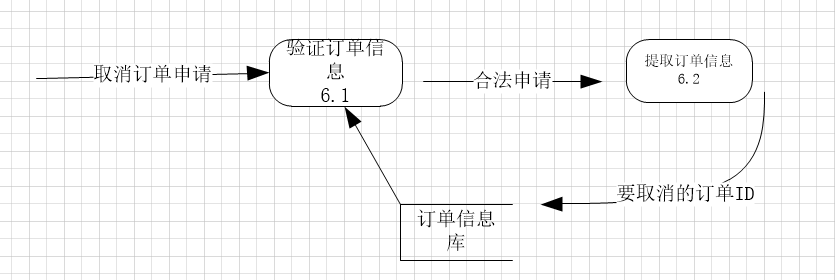 取消订单申请
验证订单信
息
6.1
合法申请
提取订单信息
6.2
要取消的订单ID
订单信息
库